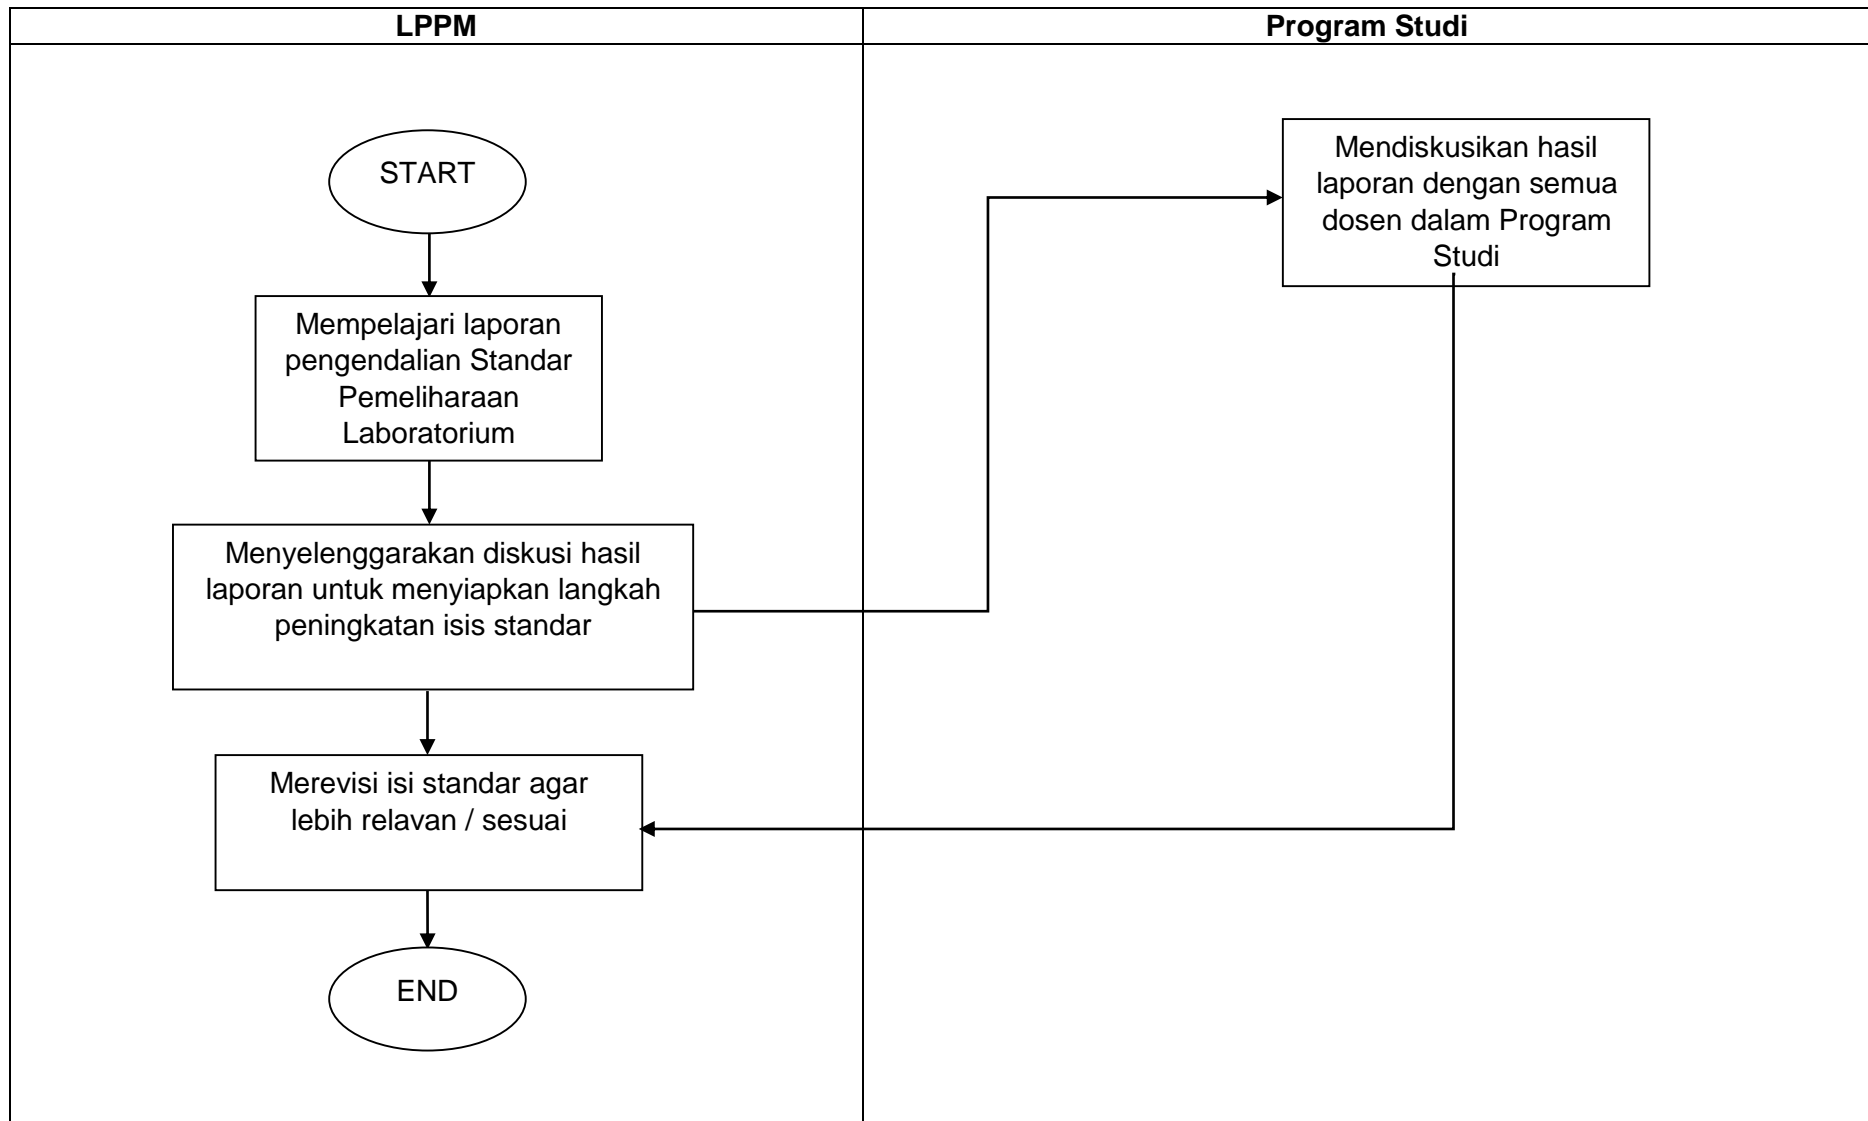 LPPM
Program Studi
START
Mempelajari laporan
pengendalian Standar
Pemeliharaan
Laboratorium
Menyelenggarakan diskusi hasil
laporan untuk menyiapkan langkah
peningkatan isis standar
Merevisi isi standar agar
lebih relavan / sesuai
END
Mendiskusikan hasil
laporan dengan semua
dosen dalam Program
Studi